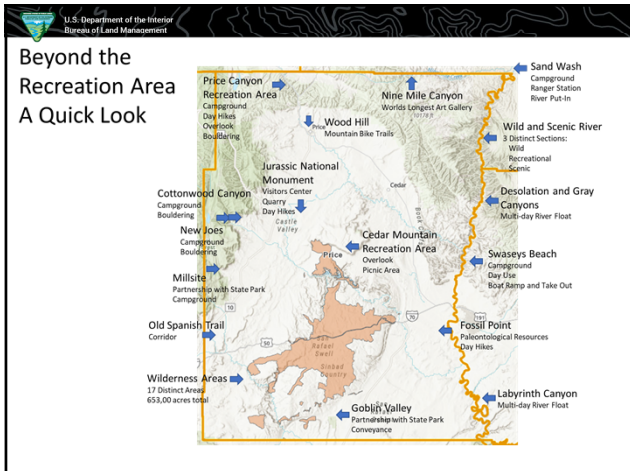 U.S. Department of the Interior
Bureau of Land Management
Beyond the
Recreation Area
A Quick Look
Price Canyon
Recreation Area
Campground
Day Hikes
Overlook
Bouldering
Nine Mile Canyon
Worlds Longest Art Gallery
Sand Wash
Campground
Ranger Station
River Put-In
Price
Wood Hill
Mountain Bike Trails
Wild and Scenic River
3 Distinct Sections:
Wild
Recreational
Scenic
Jurassic National
Monument
Visitors Center
Quarry
Day Hikes
Cedar
Cottonwood Canyon
Campground
Bouldering
Desolation and Gray
Canyons
Multi-day River Float
Castle
Valley
New Joes
Campground
Bouldering
Cedar Mountain
Recreation Area
Overlook
Picnic Area
Price
Swaseys Beach
Campground
Day Use
Boat Ramp and Take Out
Millsite
Partnership with State Park
Campground
10
70
191
Old Spanish Trail
Corridor
50
San
Rafael
Swell
Fossil Point
Paleontological Resources
Day Hikes
Sinbad
Country
Wilderness Areas
17 Distinct Areas
653,00 acres total
Labyrinth Canyon
Multi-day River Float
Goblin Valley
Partnership with State Park
Conveyance